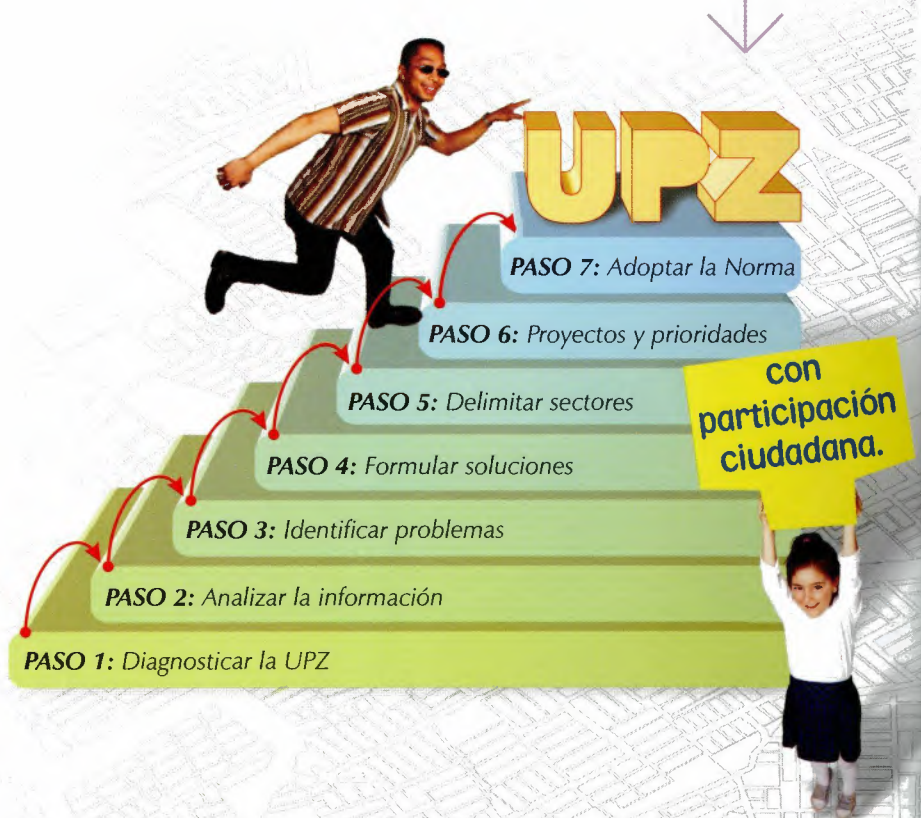 UPZ
PASO 7: Adoptar la Norma
PASO 6: Proyectos y prioridades
PASO 5: Delimitar sectores
PASO 4: Formular soluciones
PASO 3: Identificar problemas
PASO 2: Analizar la información
PASO 1: Diagnosticar la UPZ
con
participación
ciudadana.